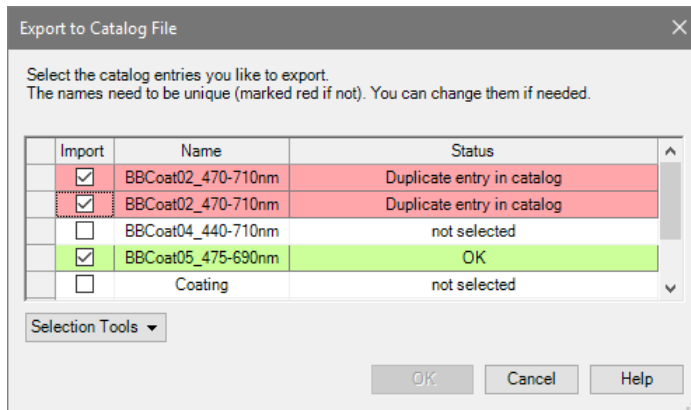 Export to Catalog File
Select the catalog entries you like to export.
The names need to be unique (marked red if not). You can change them if needed.
Import Name Status
BBCoat02_470-710nm Duplicate entry in catalog
BBCoat02_470-710nm Duplicate entry in catalog
BBCoat04_440-710nm not selected
BBCoat05_475-690nm OK
Coating not selected
Selection Tools
OK Cancel Help